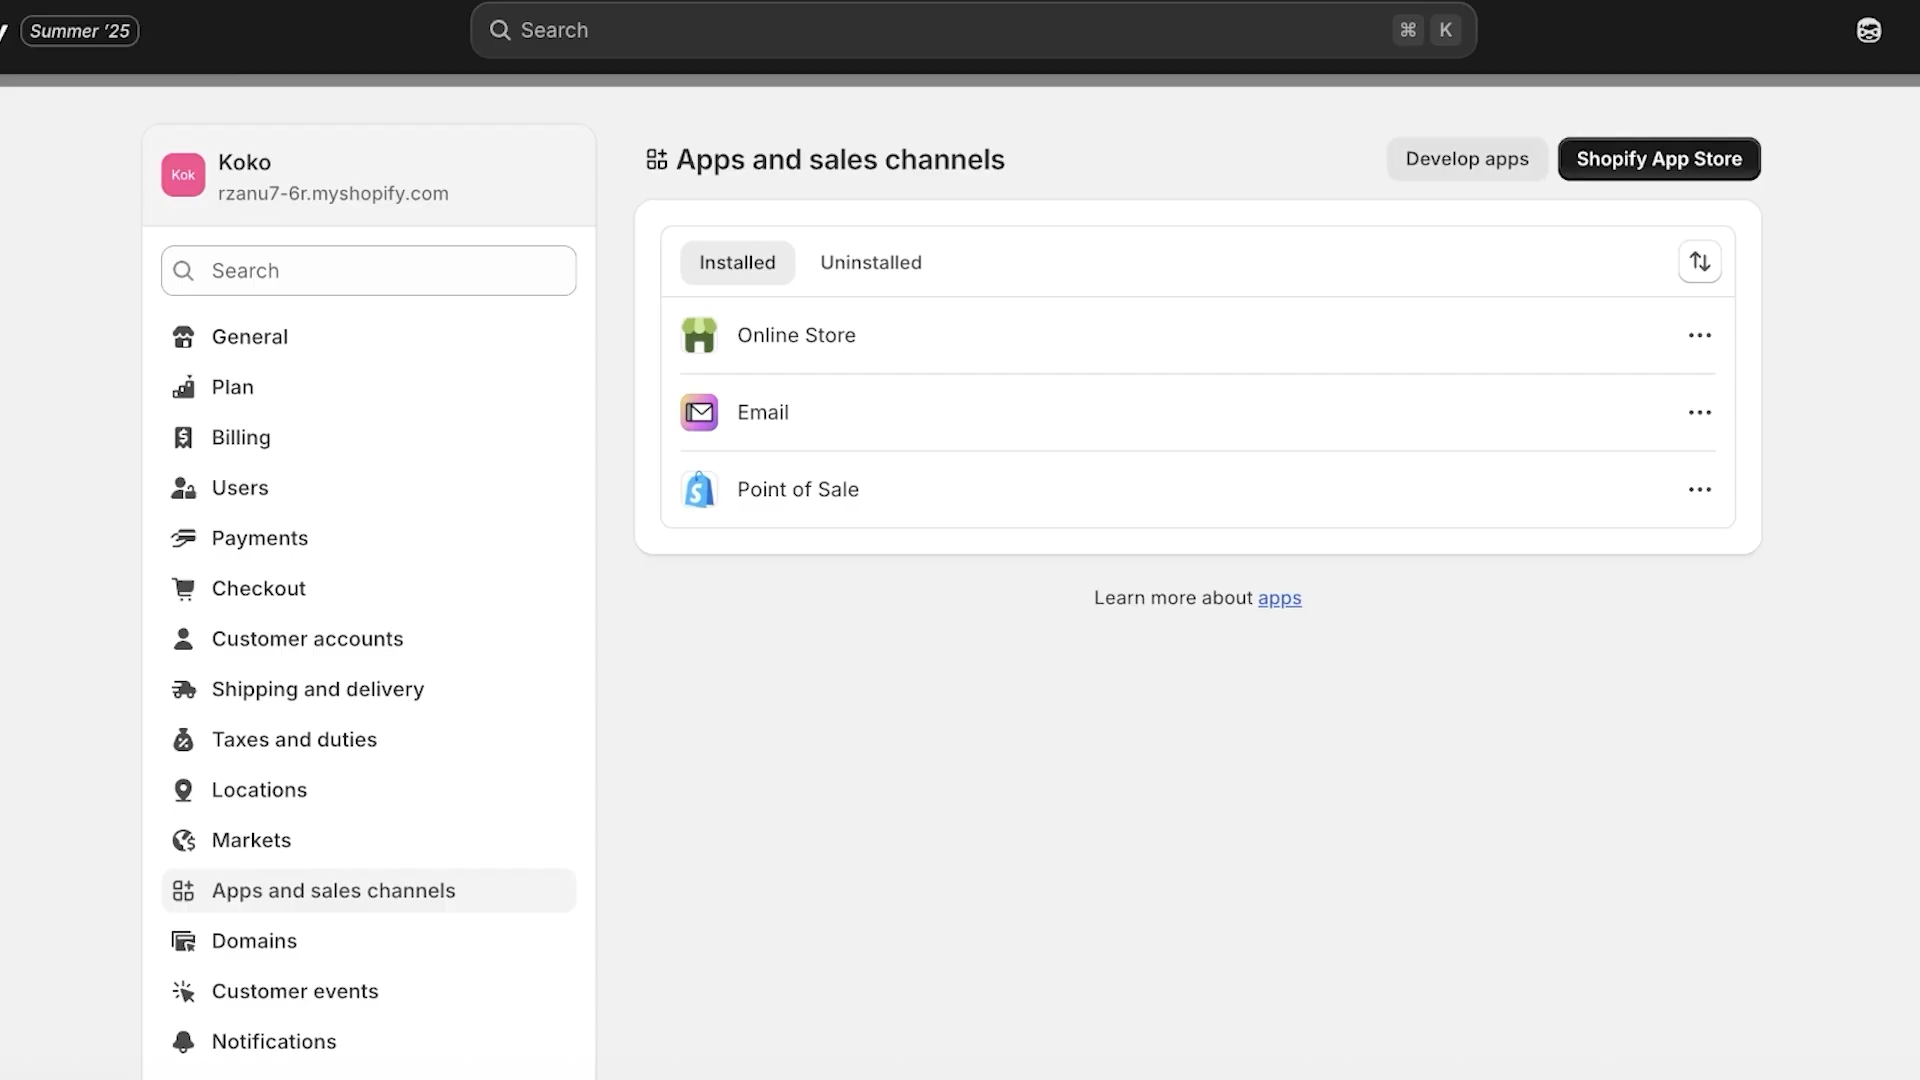 Summer '25
Search
⌘ K
Kok
Koko
rzanu7-6r.myshopify.com
Search
General
Plan
Billing
Users
Payments
Checkout
Customer accounts
Shipping and delivery
Taxes and duties
Locations
Markets
Apps and sales channels
Domains
Customer events
Notifications
Apps and sales channels
Develop apps
Shopify App Store
Installed
Uninstalled
Online Store
Email
Point of Sale
Learn more about apps